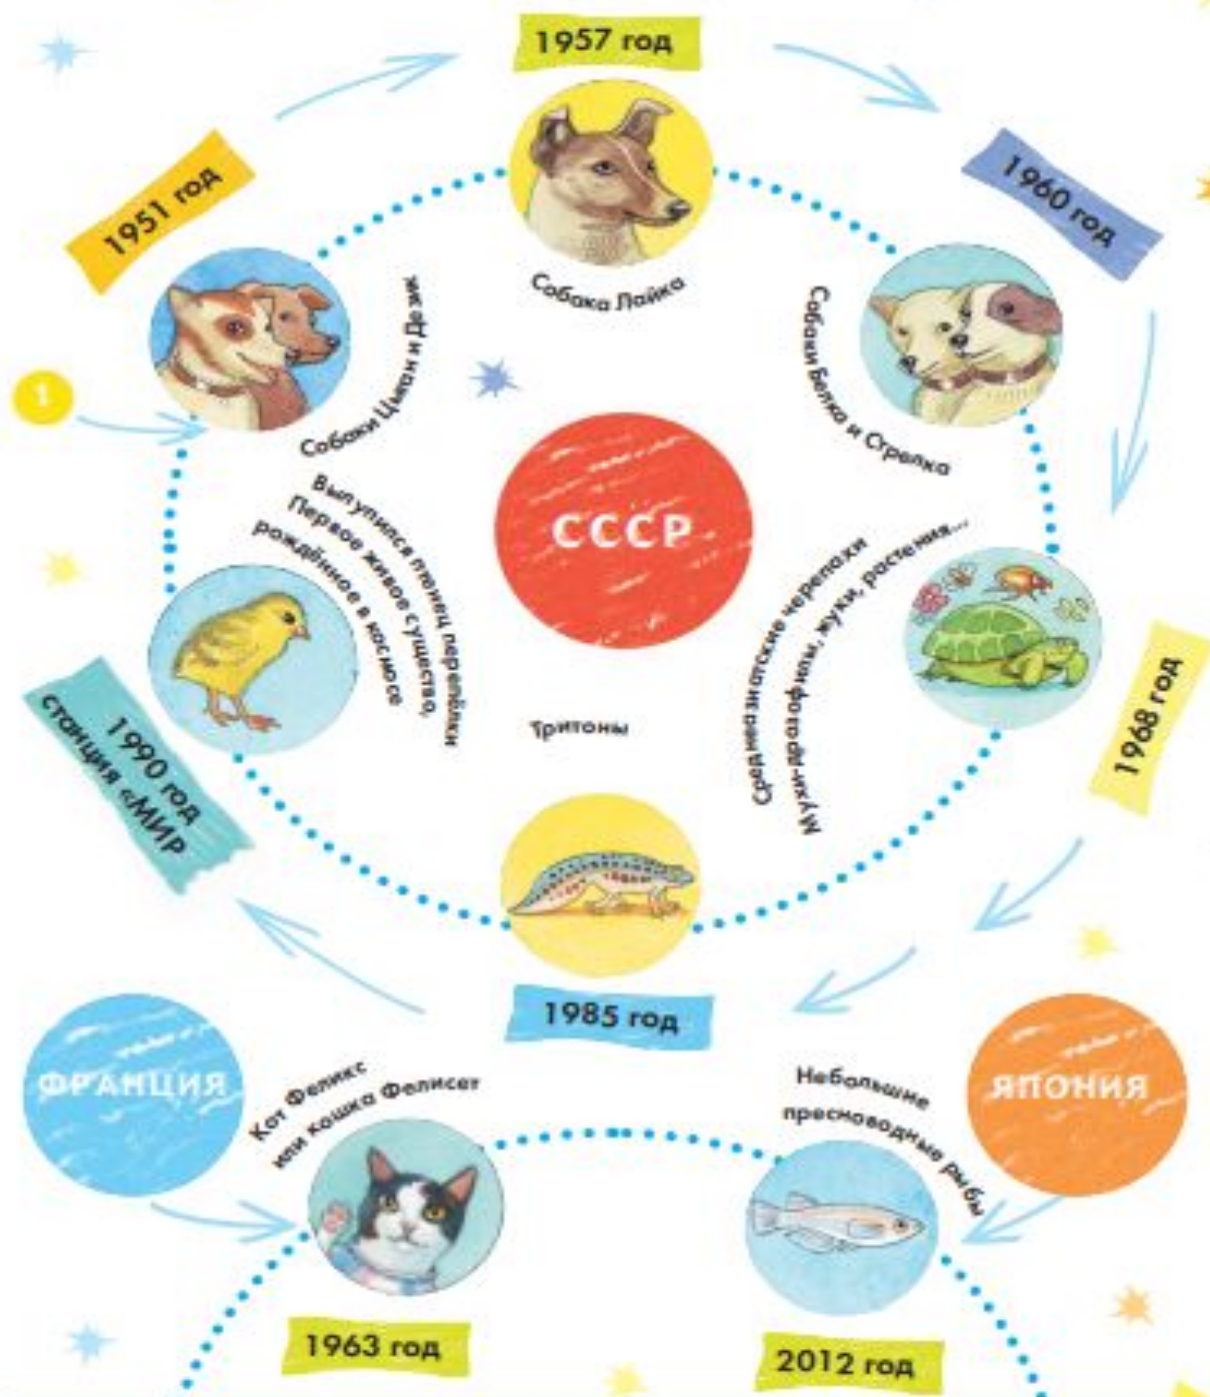 1957 год
Собака Лайка
1951 год
Собаки Цыган и Дезик
1
1960 год
Собаки Белка и Стрелка
СССР
1968 год
Среднеазиатские черепахи
Мухи-дрозофилы, жуки, растения...
1985 год
Тритоны
1990 год
станция «МИР
Вылупился птенец перепёлки
Первое живое существо,
рождённое в космосе
ФРАНЦИЯ
Кот Феликс
или кошка Фелисет
1963 год
ЯПОНИЯ
Небольшие
пресноводные рыбы
2012 год